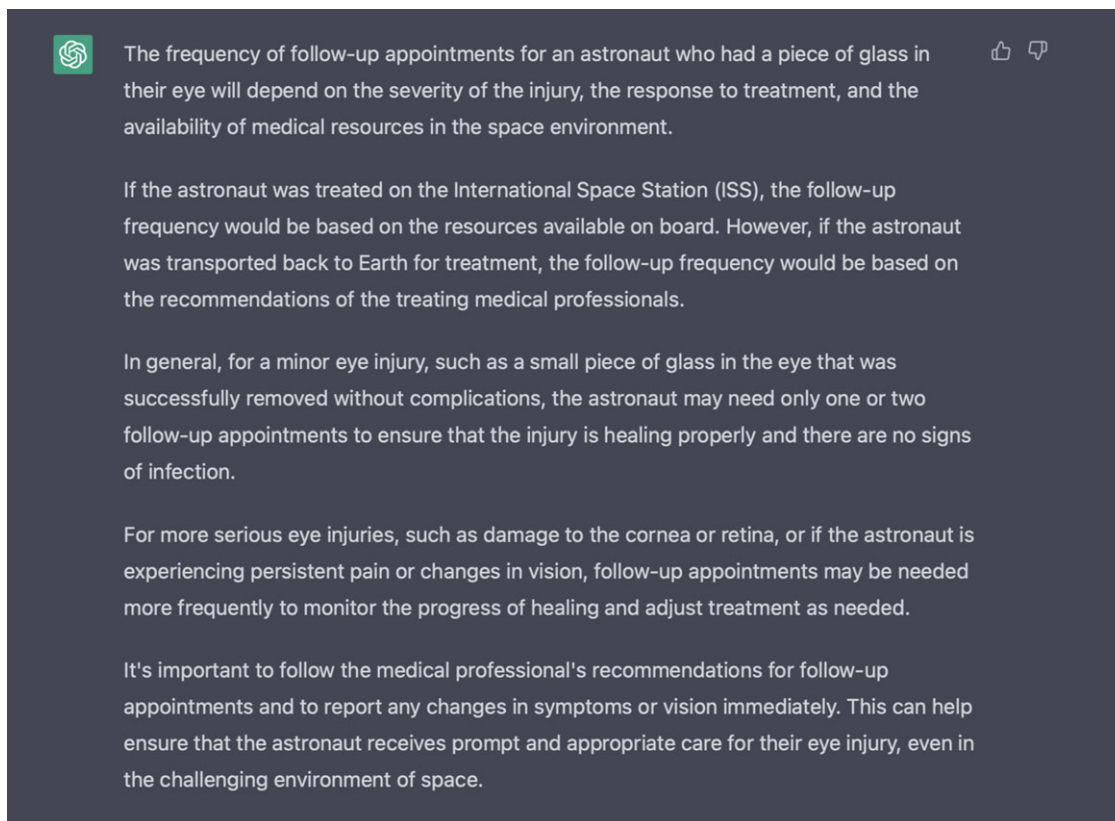 The frequency of follow-up appointments for an astronaut who had a piece of glass in
their eye will depend on the severity of the injury, the response to treatment, and the
availability of medical resources in the space environment.
If the astronaut was treated on the International Space Station (ISS), the follow-up
frequency would be based on the resources available on board. However, if the astronaut
was transported back to Earth for treatment, the follow-up frequency would be based on
the recommendations of the treating medical professionals.
In general, for a minor eye injury, such as a small piece of glass in the eye that was
successfully removed without complications, the astronaut may need only one or two
follow-up appointments to ensure that the injury is healing properly and there are no signs
of infection.
For more serious eye injuries, such as damage to the cornea or retina, or if the astronaut is
experiencing persistent pain or changes in vision, follow-up appointments may be needed
more frequently to monitor the progress of healing and adjust treatment as needed.
It's important to follow the medical professional's recommendations for follow-up
appointments and to report any changes in symptoms or vision immediately. This can help
ensure that the astronaut receives prompt and appropriate care for their eye injury, even in
the challenging environment of space.